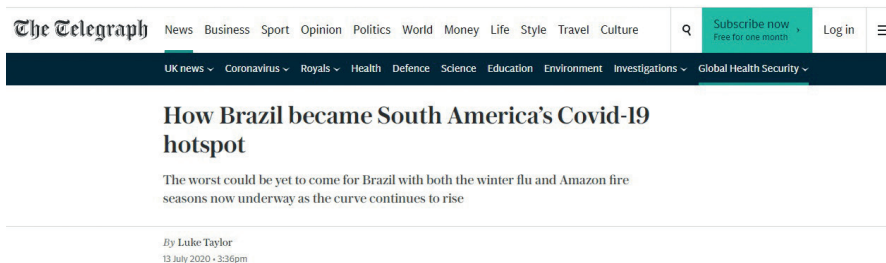 The Telegraph News Business Sport Opinion Politics World Money Life Style Travel Culture Subscribe now Log in
Free for one month
UK news Coronavirus Royals Health Defence Science Education Environment Investigations Global Health Security
How Brazil became South America's Covid-19
hotspot
The worst could be yet to come for Brazil with both the winter flu and Amazon fire
seasons now underway as the curve continues to rise
By Luke Taylor
13 July 2020 • 3:36pm